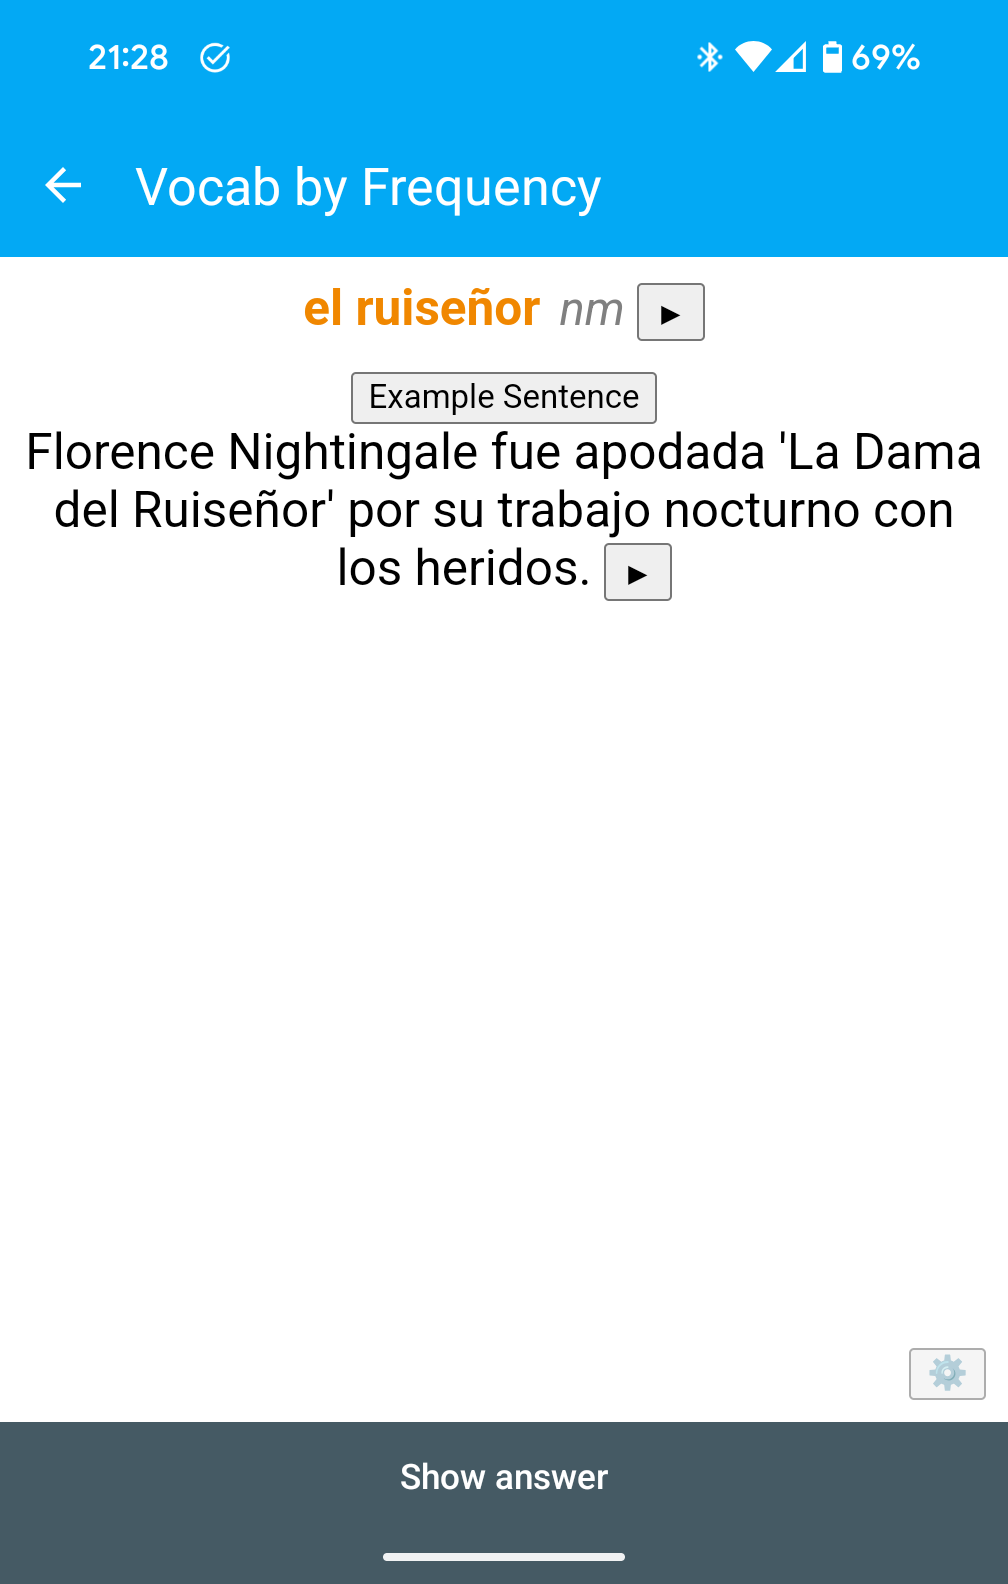 21:28 69%
Vocab by Frequency
el ruiseñor nm
Example Sentence
Florence Nightingale fue apodada 'La Dama
del Ruiseñor' por su trabajo nocturno con
los heridos.
Show answer